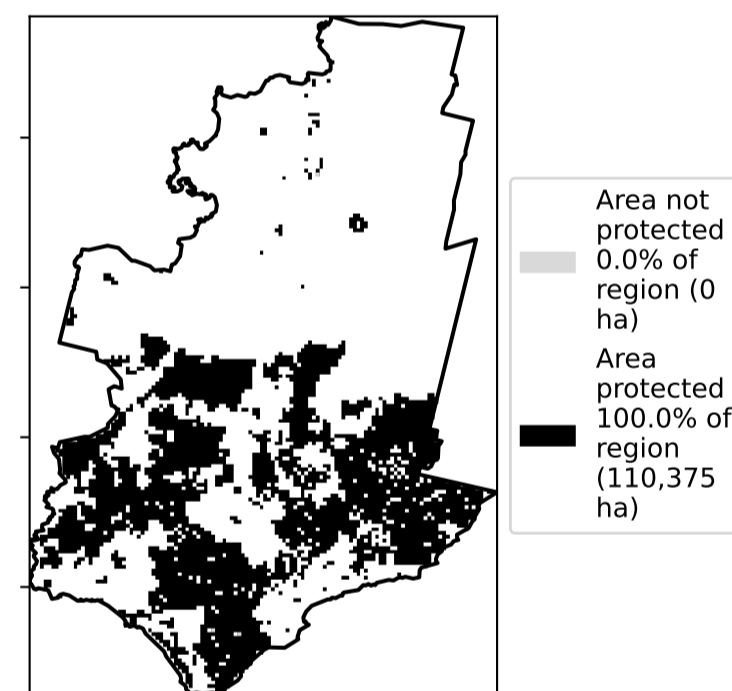 Area not
protected
0.0% of
region (0
ha)
Area
protected
100.0% of
region
(110,375
ha)